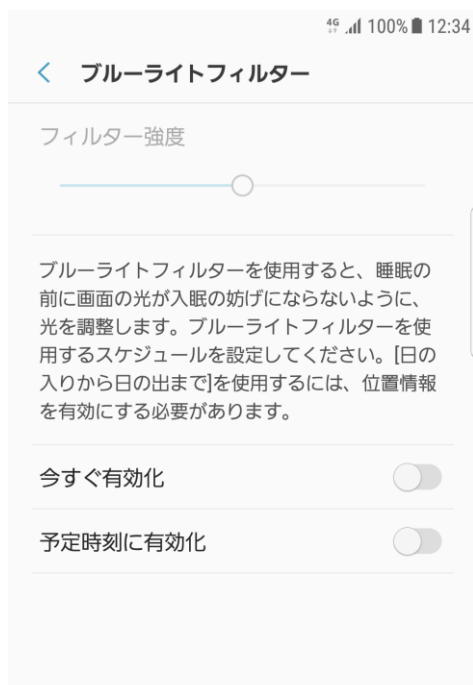 4G 100% 12:34
ブルーライトフィルター
フィルター強度
ブルーライトフィルターを使用すると、睡眠の
前に画面の光が入眠の妨げにならないように、
光を調整します。ブルーライトフィルターを使
用するスケジュールを設定してください。[日の
入りから日の出まで]を使用するには、位置情報
を有効にする必要があります。
今すぐ有効化
予定時刻に有効化